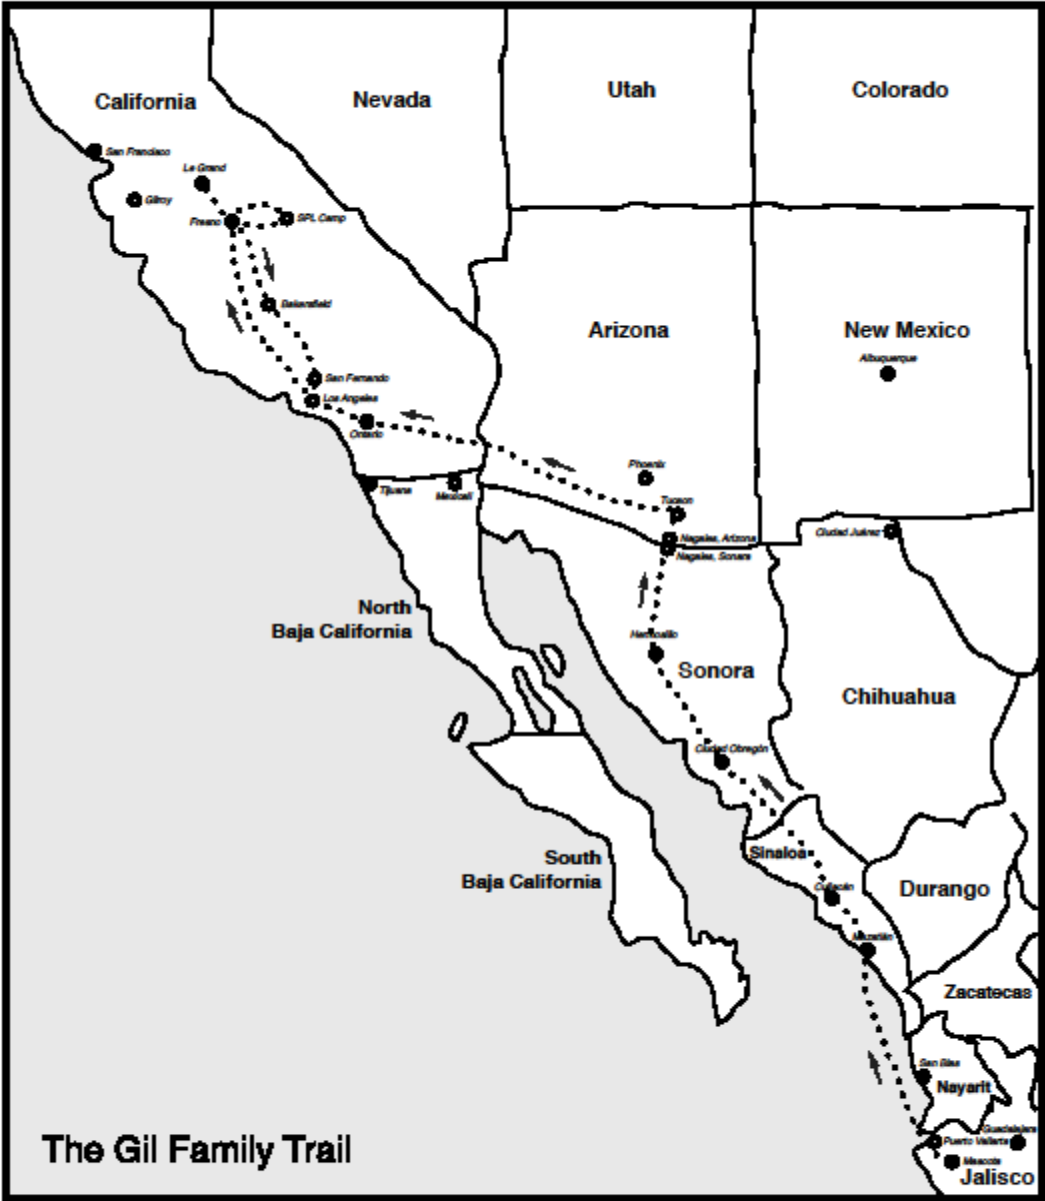 California
Nevada
Utah
Colorado
San Francisco
Le Grand
Gilroy
Fresno
SPL Camp
Bakersfield
Arizona
New Mexico
Albuquerque
San Fernando
Los Angeles
Ontario
Phoenix
Tucson
Tijuana
Mexicali
Nagales, Arizona
Nagales, Sonora
Ciudad Juárez
North
Baja California
Hermosillo
Sonora
Chihuahua
Ciudad Obregón
Sinaloa
South
Baja California
Culiacán
Durango
Mazatlán
Zacatecas
San Blas
Nayarit
Guadalajara
Puerto Vallarta
Mascota
Jalisco
The Gil Family Trail